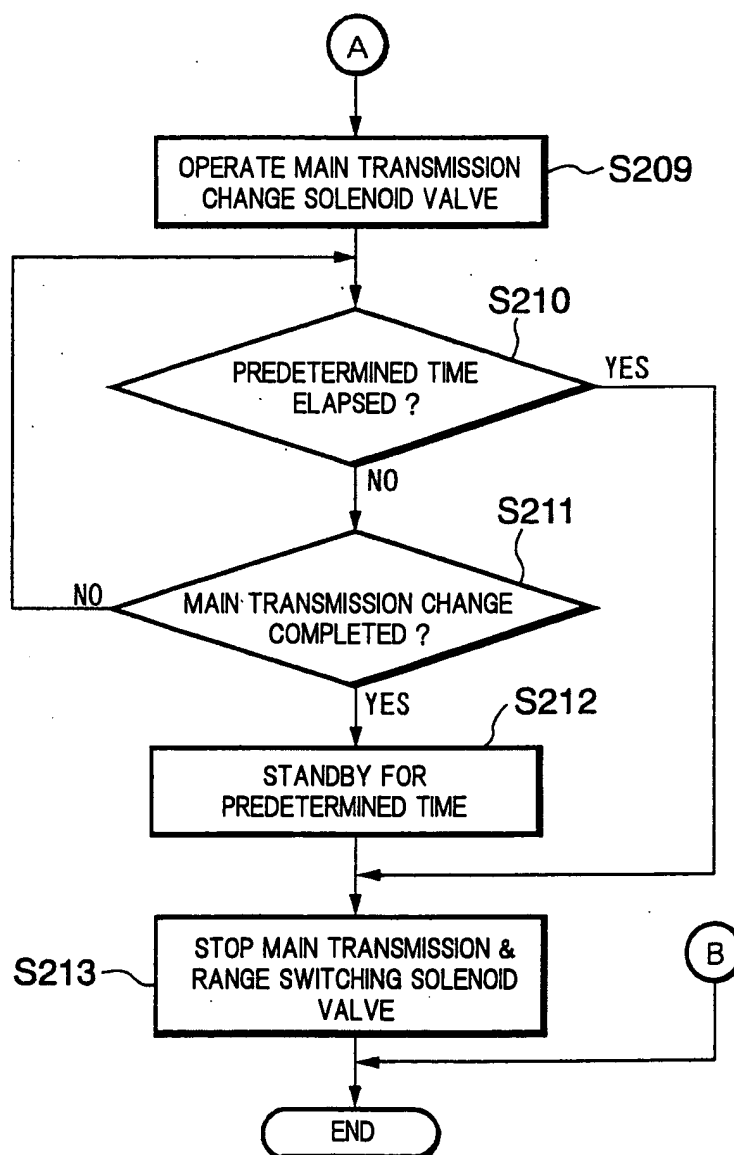 A
OPERATE MAIN TRANSMISSION
CHANGE SOLENOID VALVE
S209
S210
PREDETERMINED TIME
ELAPSED ?
YES
NO
S211
MAIN TRANSMISSION CHANGE
COMPLETED ?
NO
YES
S212
STANDBY FOR
PREDETERMINED TIME
STOP MAIN TRANSMISSION &
RANGE SWITCHING SOLENOID
VALVE
S213
B
END